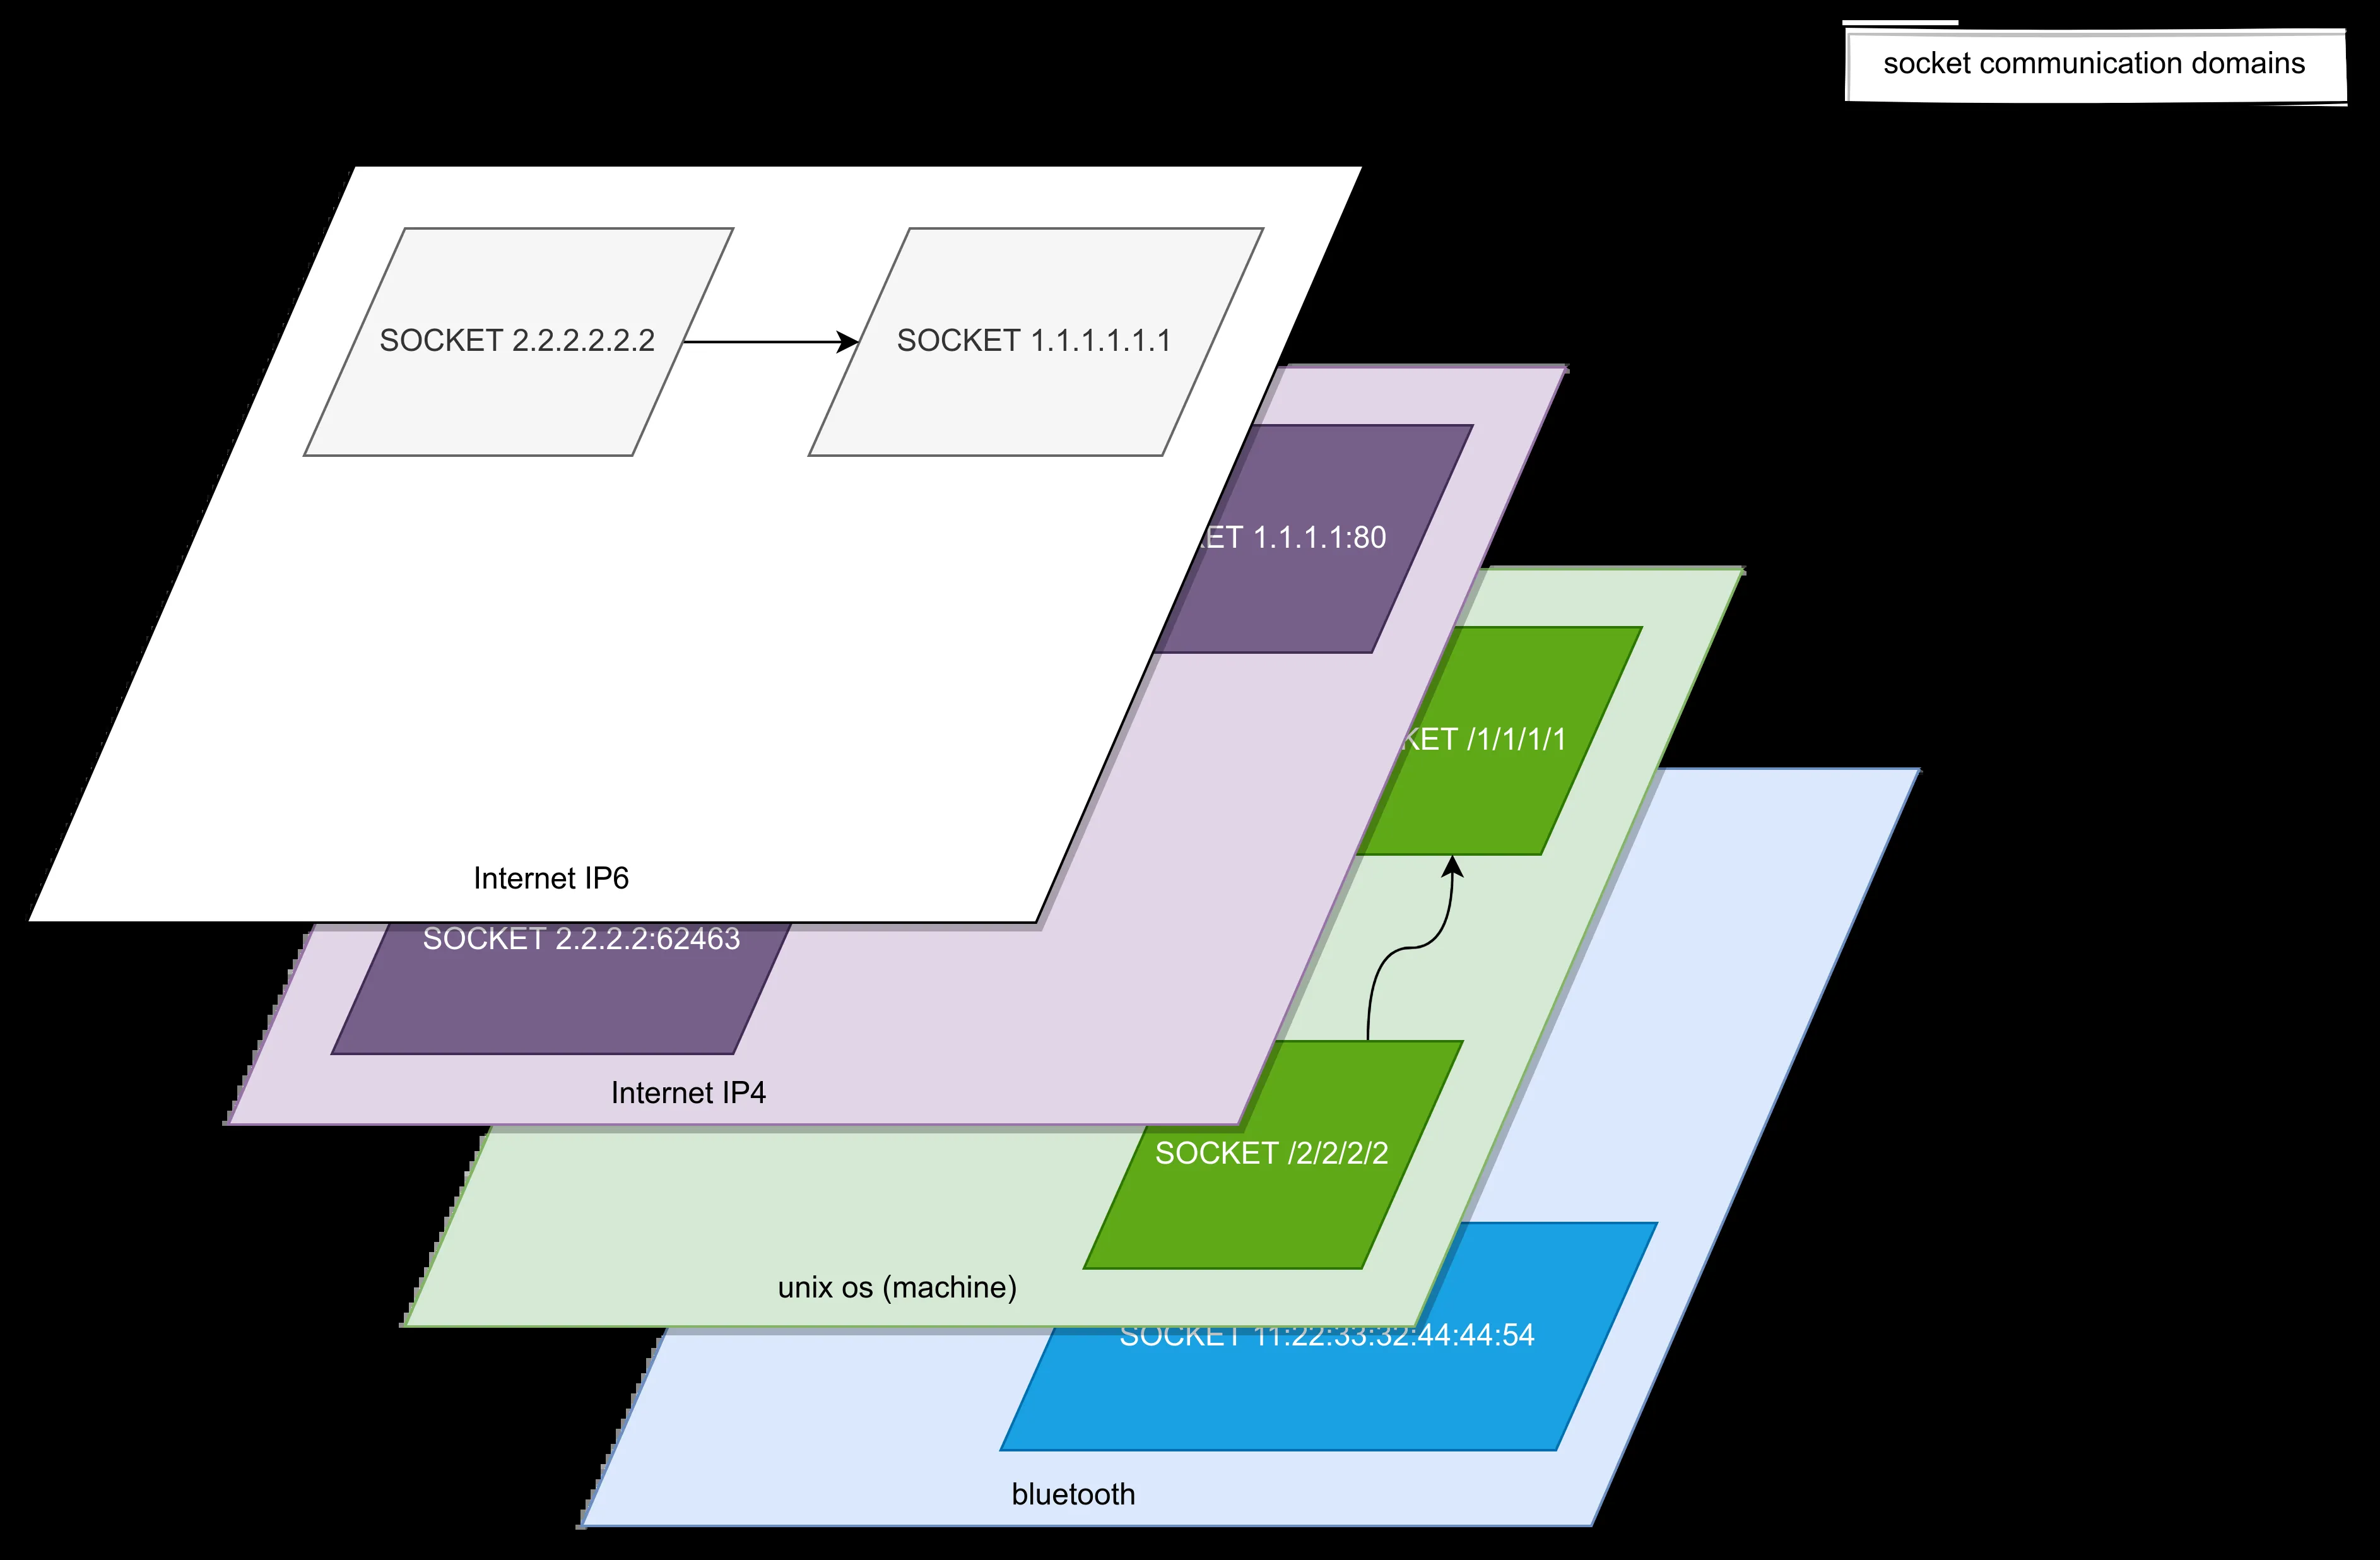 socket communication domains
SOCKET 2.2.2.2.2.2
SOCKET 1.1.1.1.1.1
ET 1.1.1.1:80
KET /1/1/1/1
Internet IP6
SOCKET 2.2.2.2:62463
Internet IP4
SOCKET /2/2/2/2
unix os (machine)
SOCKET 11:22:33:32:44:44:54
bluetooth